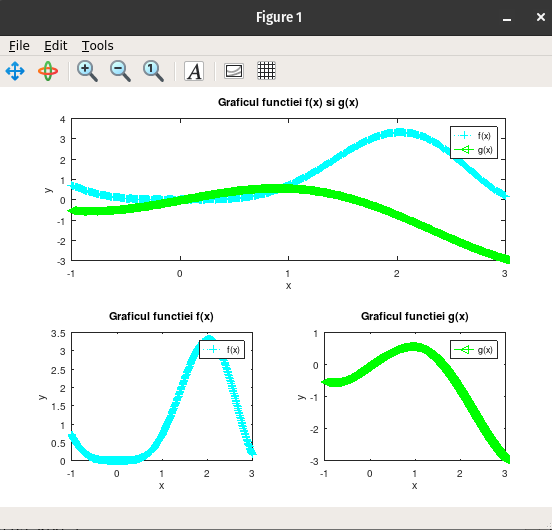 Figure 1
File Edit Tools
A
Graficul functiei f(x) si g(x)
4
3
2
1
0
-1
-2
-3
y
f(x)
g(x)
-1 0 1 2 3
x
Graficul functiei f(x)
3.5
3
2.5
2
1.5
1
0.5
0
y
f(x)
-1 0 1 2 3
x
Graficul functiei g(x)
1
0
-1
-2
-3
y
g(x)
-1 0 1 2 3
x